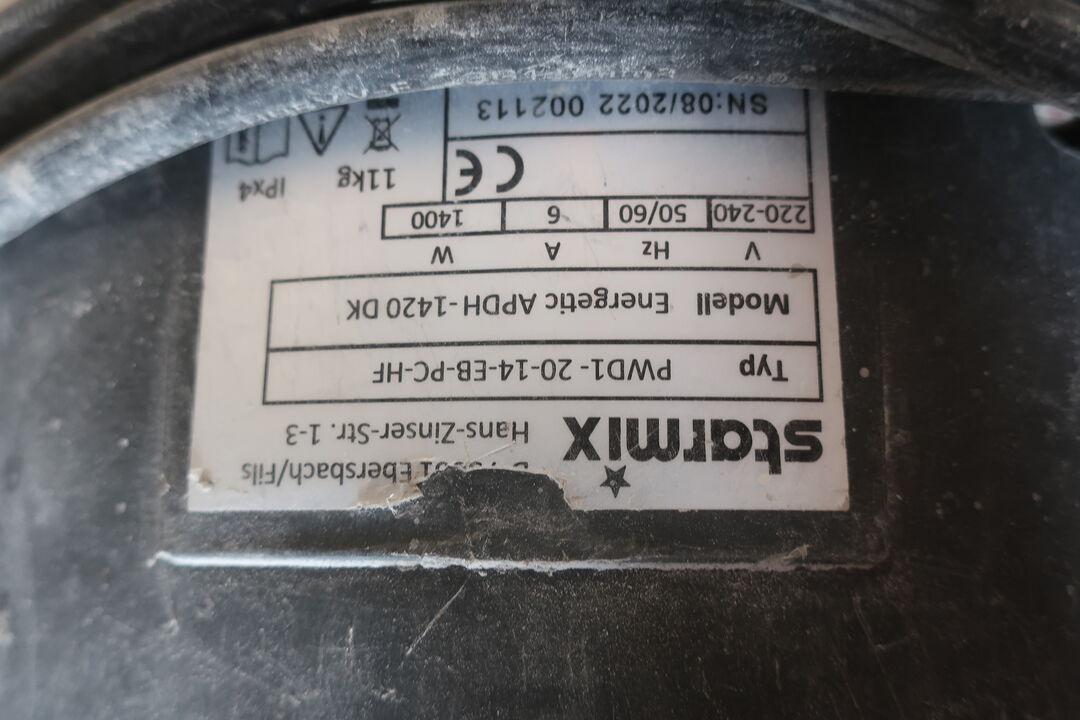 starmix
Ebersbach/Fils
Hans-Zinser-Str. 1-3
Typ PWD1- 20-14-EB-PC-HF
Modell Energetic APDH-1420 DK
V Hz A W
220-240 50/60 6 1400
CE 11kg IPx4
SN:08/2022 002113